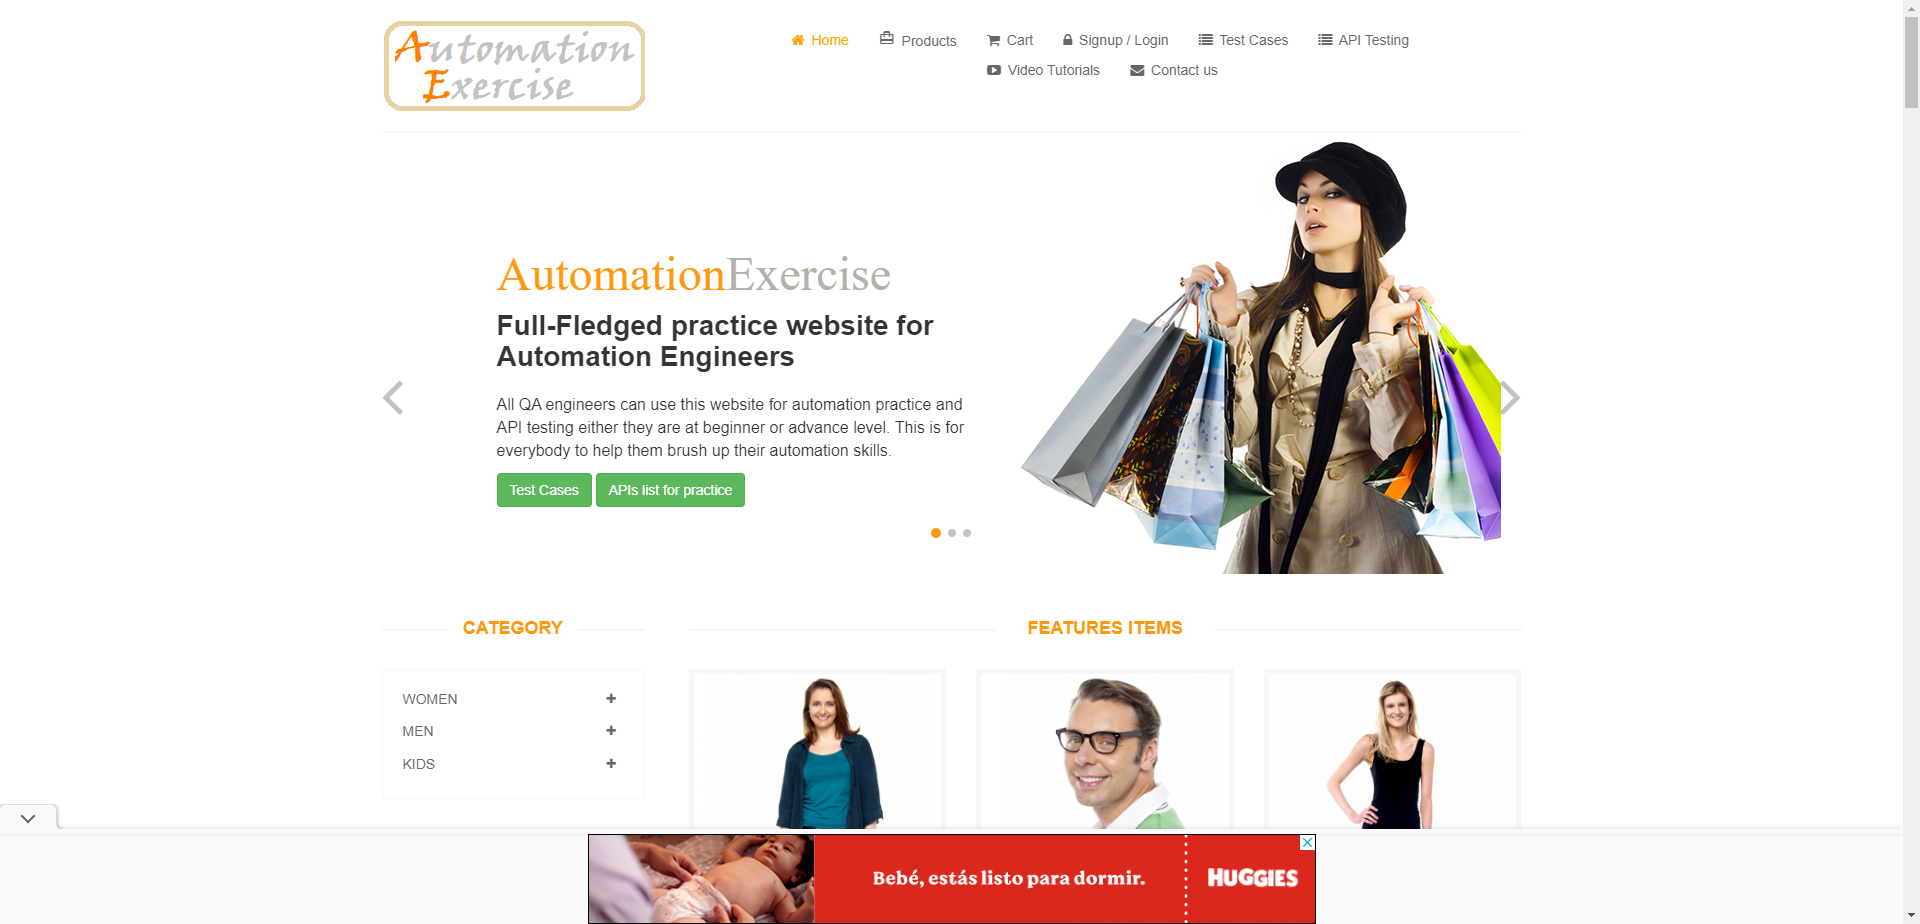 Automation
Exercise
Home
Products
Cart
Signup / Login
Test Cases
API Testing
Video Tutorials
Contact us
AutomationExercise
Full-Fledged practice website for
Automation Engineers
All QA engineers can use this website for automation practice and
API testing either they are at beginner or advance level. This is for
everybody to help them brush up their automation skills.
Test Cases
APIs list for practice
CATEGORY
FEATURES ITEMS
WOMEN
MEN
KIDS
Bebé, estás listo para dormir.
HUGGIES